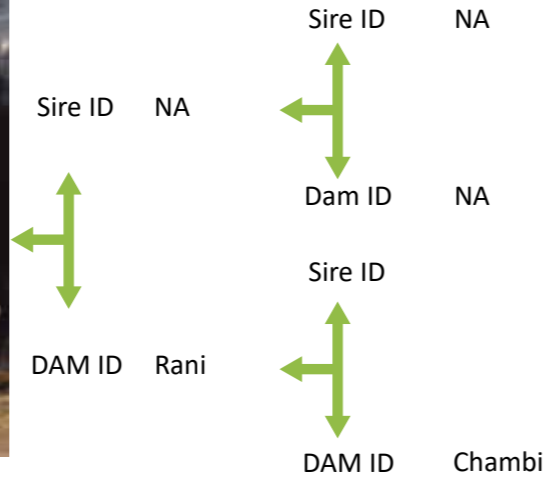 Sire ID NA
Sire ID NA
Dam ID NA
Sire ID
DAM ID Rani
DAM ID Chambi